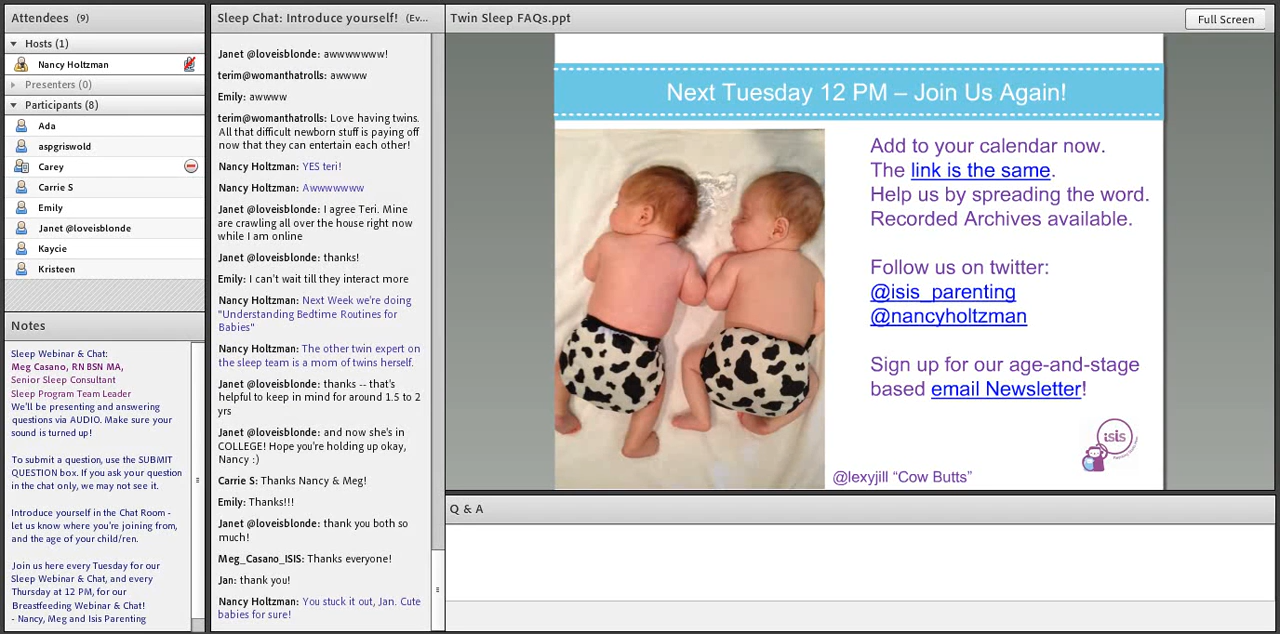 Attendees (9)
Hosts (1)
Nancy Holtzman
Presenters (0)
Participants (8)
Ada
aspgriswold
Carey
Carrie S
Emily
Janet @loveisblonde
Kaycie
Kristeen
Notes
Sleep Webinar & Chat:
Meg Casano, RN BSN MA,
Senior Sleep Consultant
Sleep Program Team Leader
We'll be presenting and answering
questions via AUDIO. Make sure your
sound is turned up!
To submit a question, use the SUBMIT
QUESTION box. If you ask your question
in the chat only, we may not see it.
Introduce yourself in the Chat Room -
let us know where you're joining from,
and the age of your child/ren.
Join us here every Tuesday for our
Sleep Webinar & Chat, and every
Thursday at 12 PM, for our
Breastfeeding Webinar & Chat!
- Nancy, Meg and Isis Parenting
Sleep Chat: Introduce yourself! (Ev...
Janet @loveisblonde: awwwwwww!
terim@womanthatrolls: awwww
Emily: awwww
terim@womanthatrolls: Love having twins.
All that difficult newborn stuff is paying off
now that they can entertain each other!
Nancy Holtzman: YES teri!
Nancy Holtzman: Awwwwwww
Janet @loveisblonde: I agree Teri. Mine
are crawling all over the house right now
while I am online
Janet @loveisblonde: thanks!
Emily: I can't wait till they interact more
Nancy Holtzman: Next Week we're doing
"Understanding Bedtime Routines for
Babies"
Nancy Holtzman: The other twin expert on
the sleep team is a mom of twins herself.
Janet @loveisblonde: thanks -- that's
helpful to keep in mind for around 1.5 to 2
yrs
Janet @loveisblonde: and now she's in
COLLEGE! Hope you're holding up okay,
Nancy :)
Carrie S: Thanks Nancy & Meg!
Emily: Thanks!!!
Janet @loveisblonde: thank you both so
much!
Meg_Casano_ISIS: Thanks everyone!
Jan: thank you!
Nancy Holtzman: You stuck it out, Jan. Cute
babies for sure!
Twin Sleep FAQs.ppt
Full Screen
Next Tuesday 12 PM – Join Us Again!
Add to your calendar now.
The link is the same.
Help us by spreading the word.
Recorded Archives available.
Follow us on twitter:
@isis_parenting
@nancyholtzman
Sign up for our age-and-stage
based email Newsletter!
isis
@lexyjill “Cow Butts”
Q & A